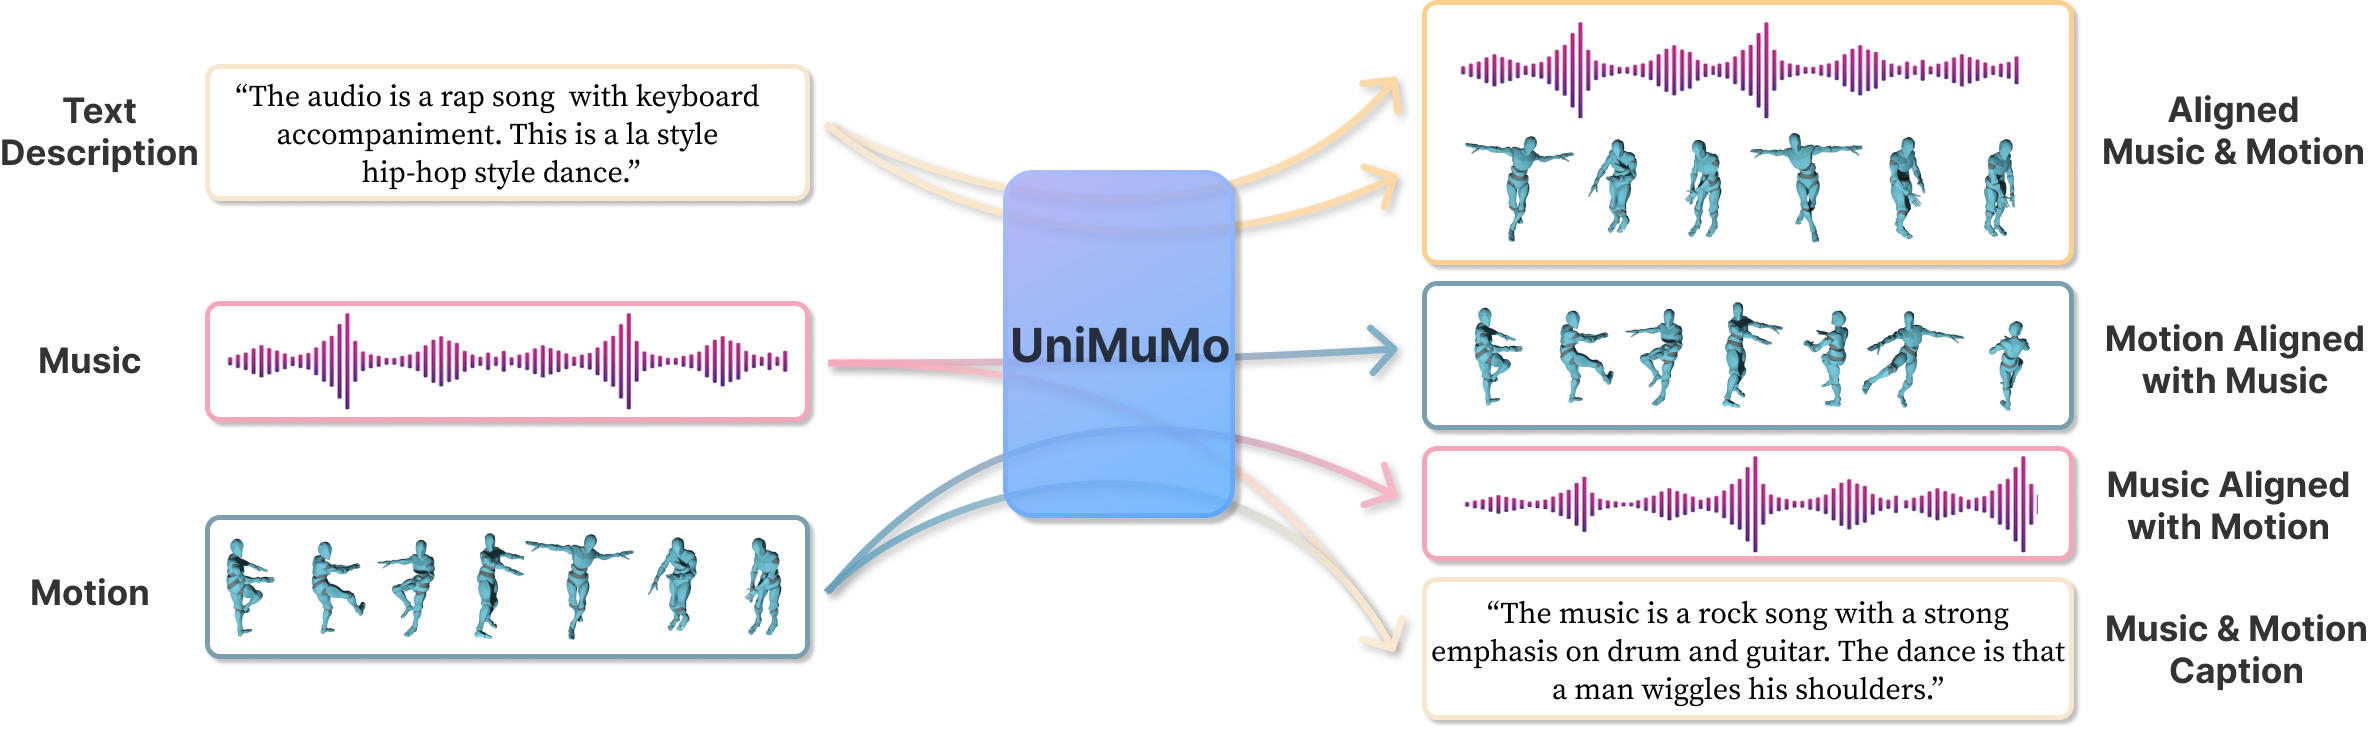 Text
Description
“The audio is a rap song with keyboard
accompaniment. This is a la style
hip-hop style dance.”
Music
Motion
UniMuMo
Aligned
Music & Motion
Motion Aligned
with Music
Music Aligned
with Motion
“The music is a rock song with a strong
emphasis on drum and guitar. The dance is that
a man wiggles his shoulders.”
Music & Motion
Caption